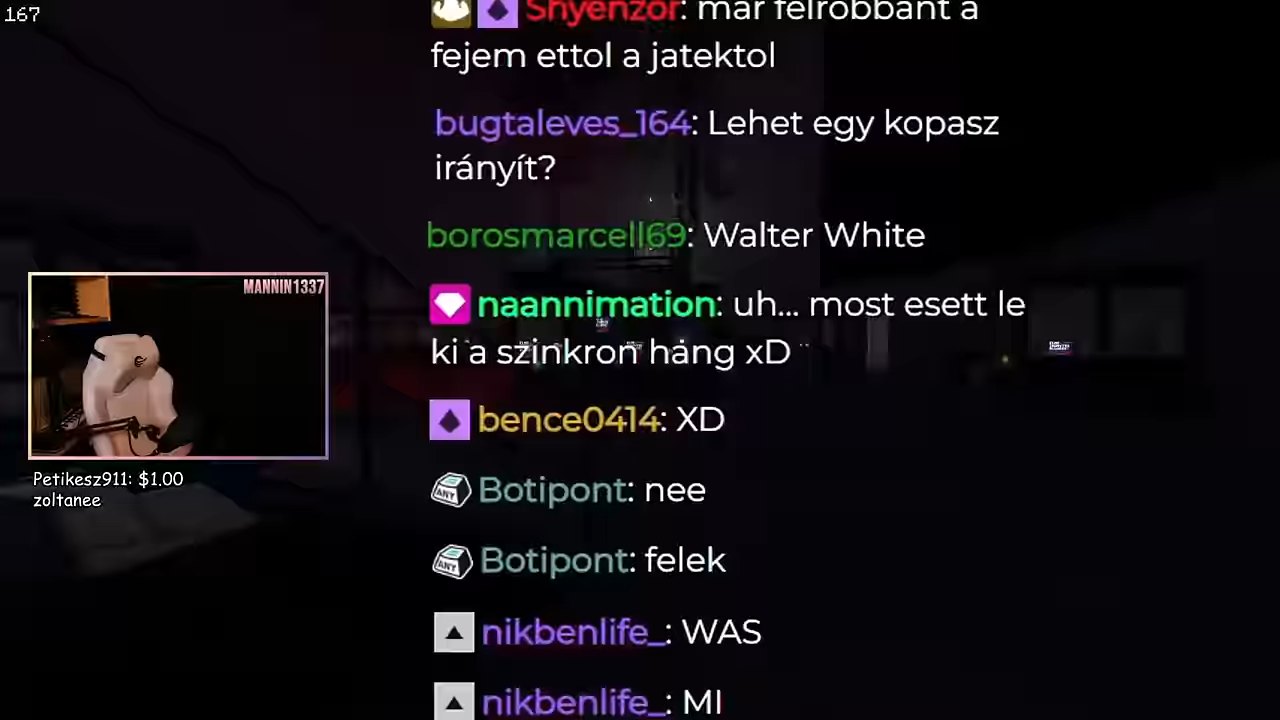 167
Shyenzor: már felrobbant a
fejem ettol a jatektol
bugtaleves_164: Lehet egy kopasz
irányít?
borosmarcell69: Walter White
naannimation: uh... most esett le
ki a szinkron hang xD
MANNIN1337
bence0414: XD
Petikesz911: $1.00
zoltanee
ANY Botipont: nee
ANY Botipont: felek
nikbenlife_: WAS
nikbenlife_: MI